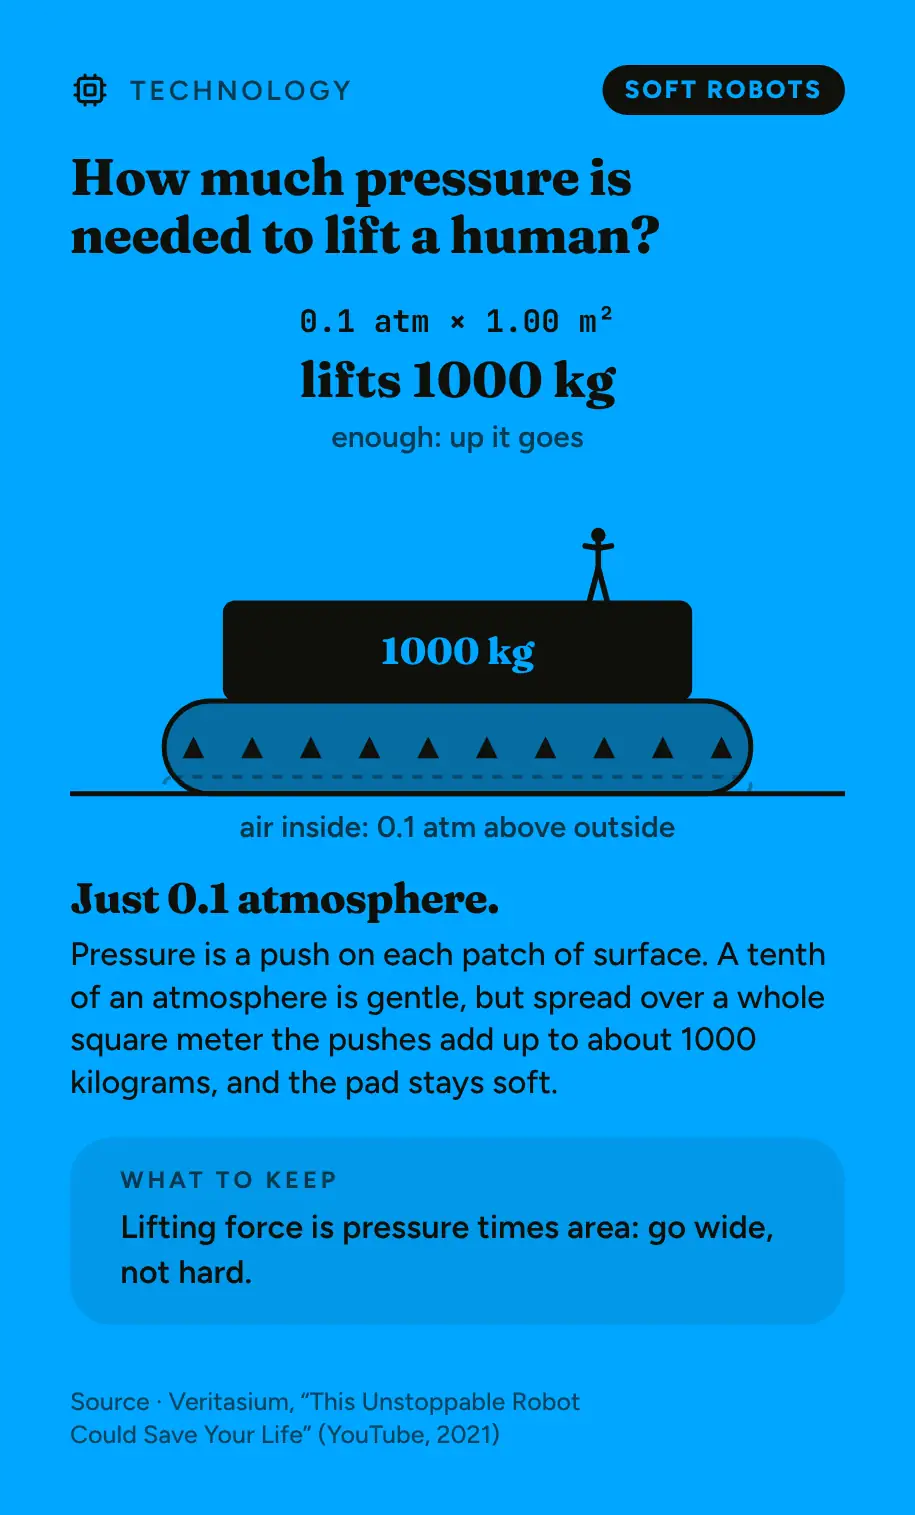 TECHNOLOGY
SOFT ROBOTS
How much pressure is
needed to lift a human?
0.1 atm × 1.00 m²
lifts 1000 kg
enough: up it goes
1000 kg
air inside: 0.1 atm above outside
Just 0.1 atmosphere.
Pressure is a push on each patch of surface. A tenth
of an atmosphere is gentle, but spread over a whole
square meter the pushes add up to about 1000
kilograms, and the pad stays soft.
WHAT TO KEEP
Lifting force is pressure times area: go wide,
not hard.
Source · Veritasium, “This Unstoppable Robot
Could Save Your Life” (YouTube, 2021)